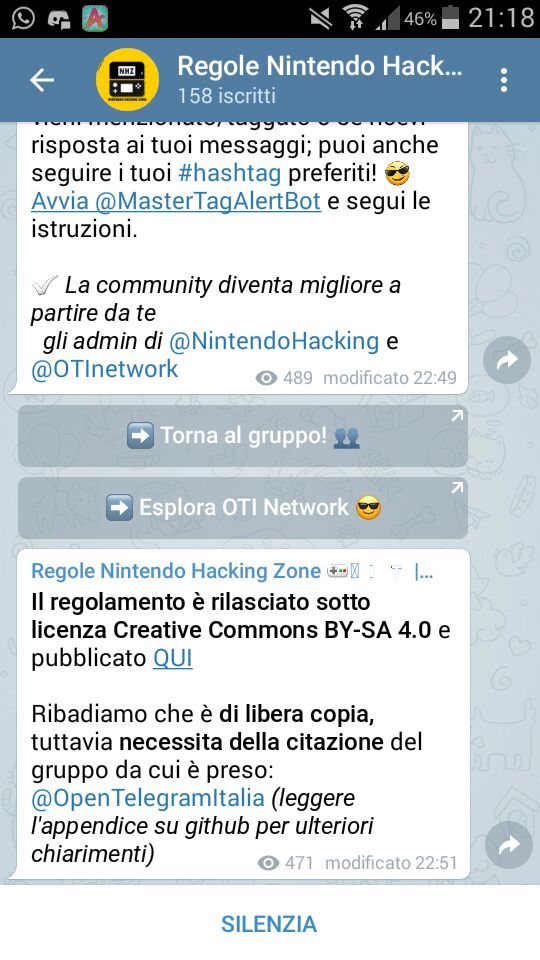 46% 21:18
NHZ
NINTENDO HACKING ZONE
Regole Nintendo Hack...
158 iscritti
risposta ai tuoi messaggi; puoi anche
seguire i tuoi #hashtag preferiti! 😎
Avvia @MasterTagAlertBot e segui le
istruzioni.
✓ La community diventa migliore a
partire da te
gli admin di @NintendoHacking e
@OTInetwork 489 modificato 22:49
➡ Torna al gruppo! 👥
➡ Esplora OTI Network 😎
Regole Nintendo Hacking Zone 🎮 |...
Il regolamento è rilasciato sotto
licenza Creative Commons BY-SA 4.0 e
pubblicato QUI
Ribadiamo che è di libera copia,
tuttavia necessita della citazione del
gruppo da cui è preso:
@OpenTelegramItalia (leggere
l'appendice su github per ulteriori
chiarimenti) 471 modificato 22:51
SILENZIA